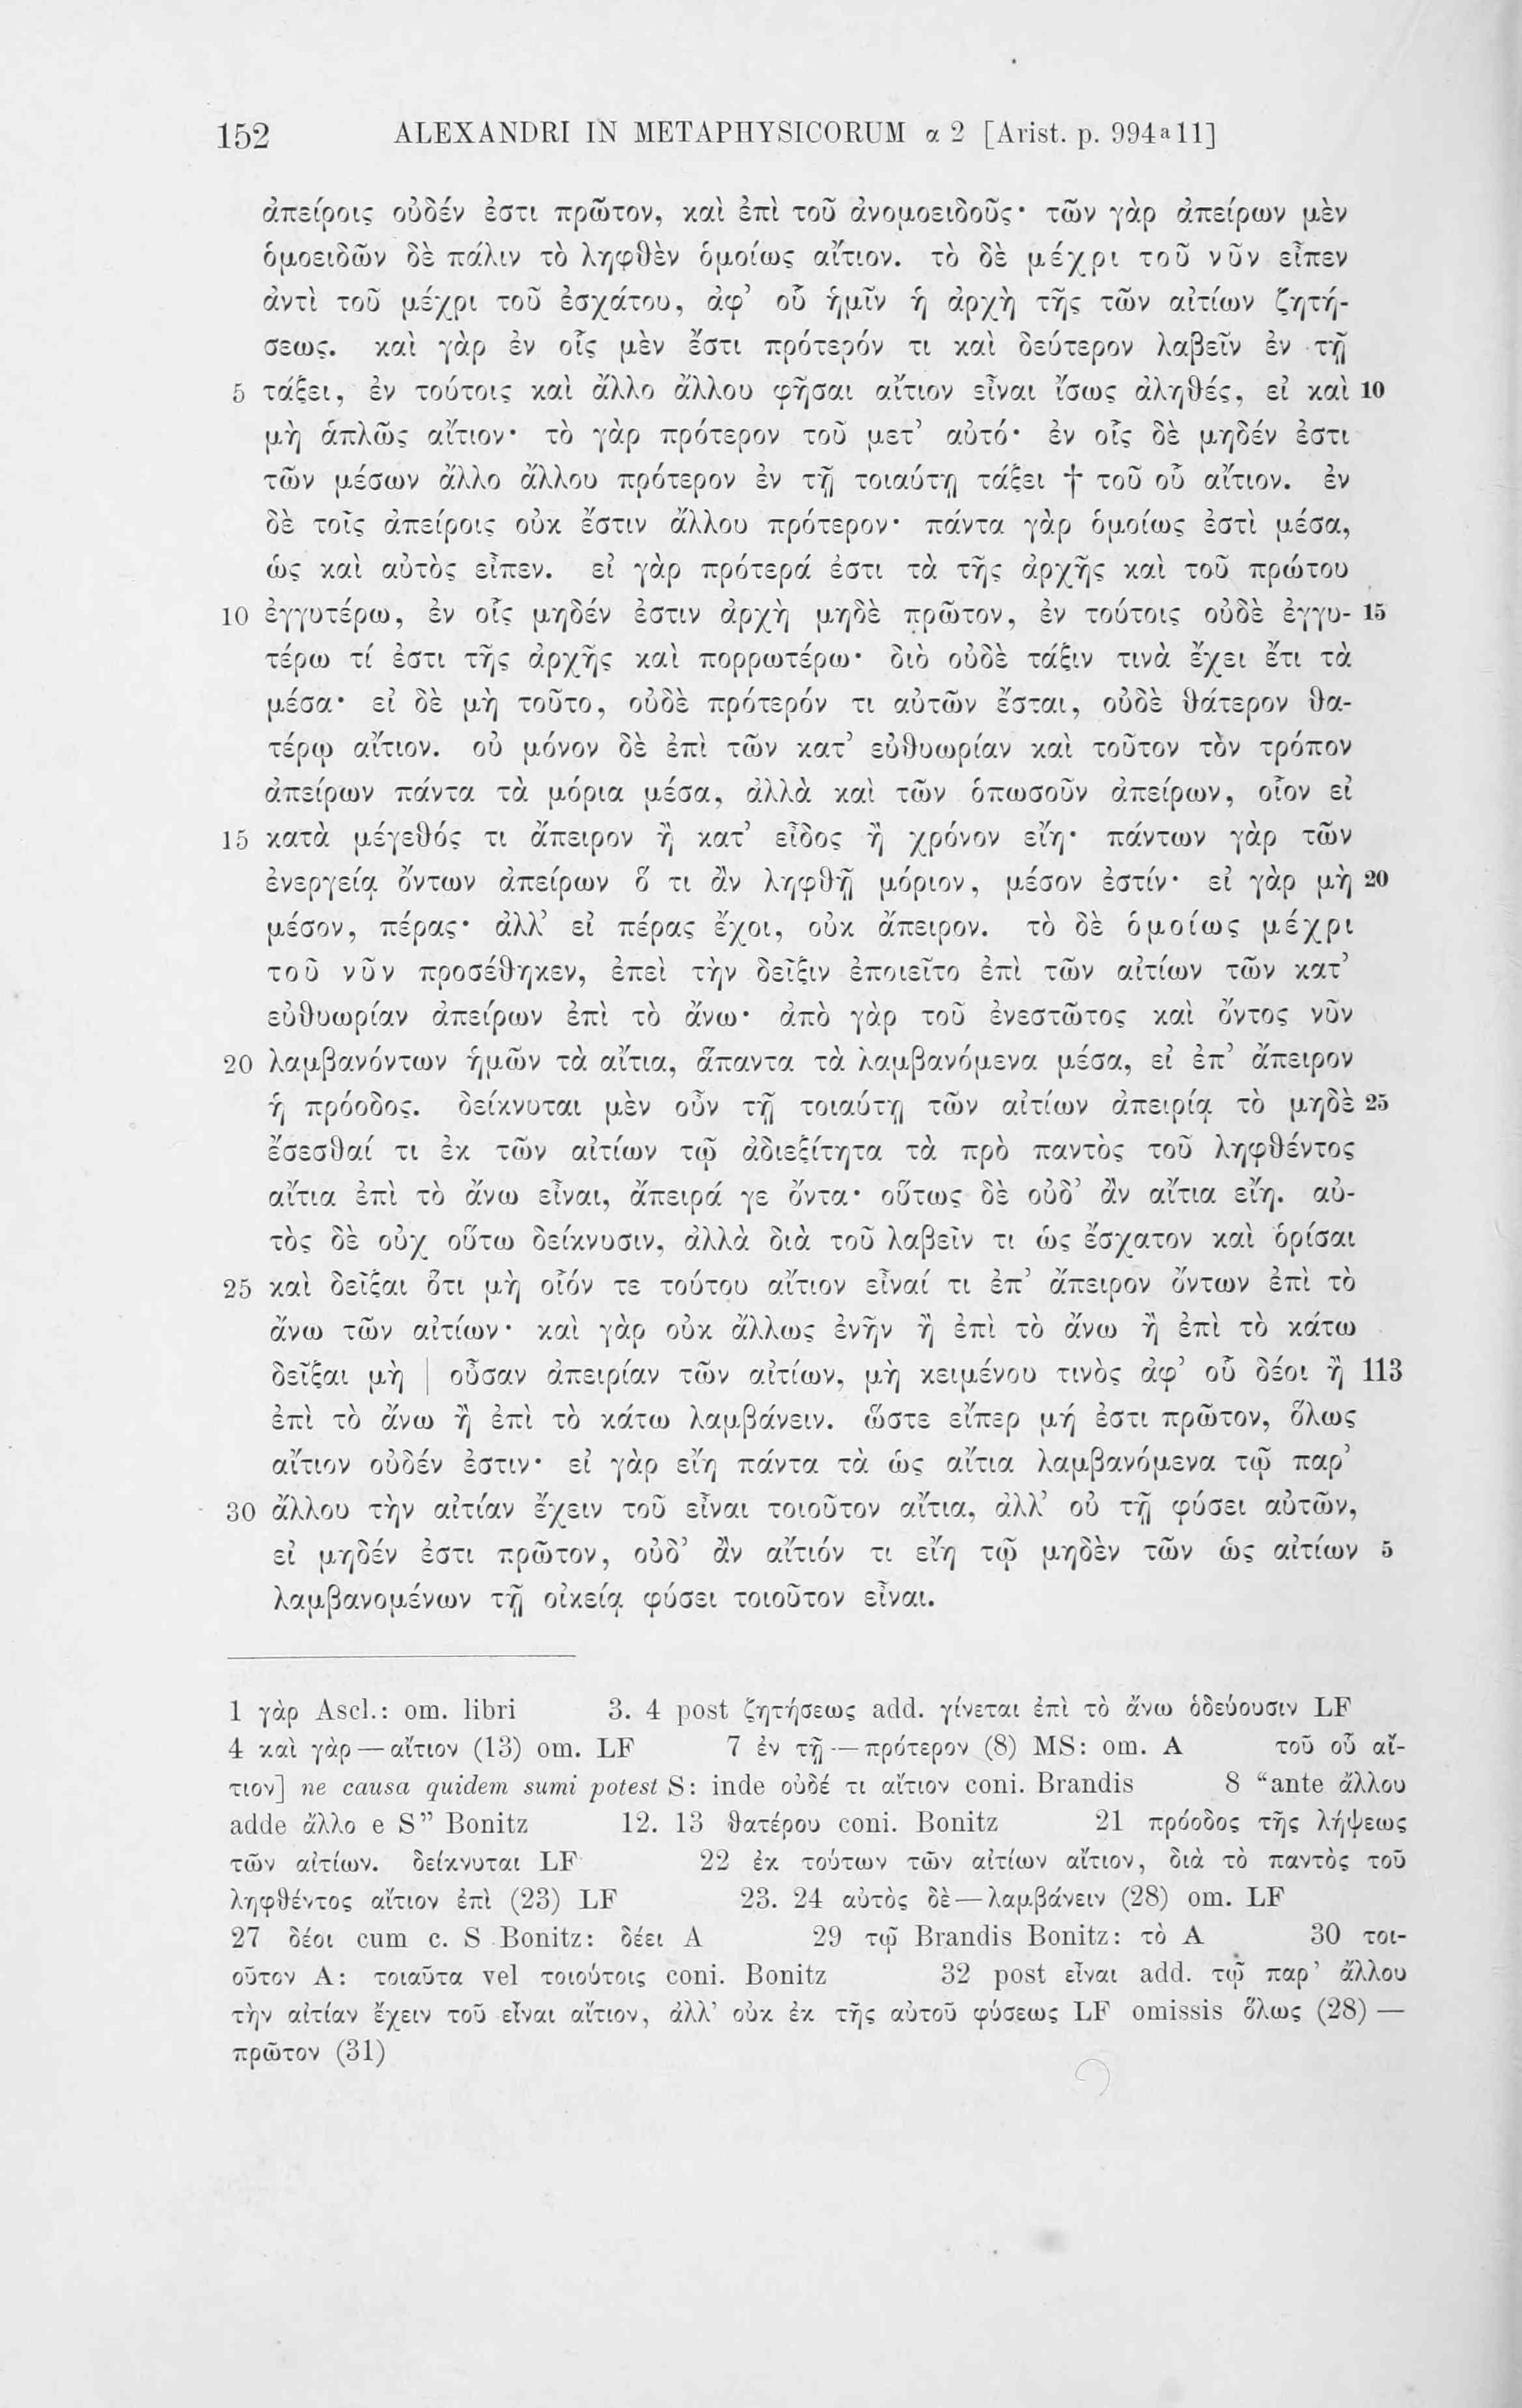 152 ALEXANDRI IN METAPHYSICORUM α 2 [Arist. p. 994ᵃ11]
ἀπείροις οὐδέν ἐστι πρῶτον, καὶ ἐπὶ τοῦ ἀνομοειδοῦς· τῶν γὰρ ἀπείρων μὲν
ὁμοειδῶν δὲ πάλιν τὸ ληφθὲν ὁμοίως αἴτιον. τὸ δὲ μέχρι τοῦ νῦν εἶπεν
ἀντὶ τοῦ μέχρι τοῦ ἐσχάτου, ἀφ’ οὗ ἡμῖν ἡ ἀρχὴ τῆς τῶν αἰτίων ζητή-
σεως. καὶ γὰρ ἐν οἷς μὲν ἔστι πρότερόν τι καὶ δεύτερον λαβεῖν ἐν τῇ
5 τάξει, ἐν τούτοις καὶ ἄλλο ἄλλου φῆσαι αἴτιον εἶναι ἴσως ἀληθές, εἰ καὶ 10
μὴ ἁπλῶς αἴτιον· τὸ γὰρ πρότερον τοῦ μετ’ αὐτό· ἐν οἷς δὲ μηδέν ἐστι
τῶν μέσων ἄλλο ἄλλου πρότερον ἐν τῇ τοιαύτῃ τάξει † τοῦ οὗ αἴτιον. ἐν
δὲ τοῖς ἀπείροις οὐκ ἔστιν ἄλλου πρότερον· πάντα γὰρ ὁμοίως ἐστὶ μέσα,
ὡς καὶ αὐτὸς εἶπεν. εἰ γὰρ πρότερά ἐστι τὰ τῆς ἀρχῆς καὶ τοῦ πρώτου
10 ἐγγυτέρω, ἐν οἷς μηδέν ἐστιν ἀρχὴ μηδὲ πρῶτον, ἐν τούτοις οὐδὲ ἐγγυ- 15
τέρω τί ἐστι τῆς ἀρχῆς καὶ πορρωτέρω· διὸ οὐδὲ τάξιν τινὰ ἔχει ἔτι τὰ
μέσα· εἰ δὲ μὴ τοῦτο, οὐδὲ πρότερόν τι αὐτῶν ἔσται, οὐδὲ θάτερον θα-
τέρῳ αἴτιον. οὐ μόνον δὲ ἐπὶ τῶν κατ’ εὐθυωρίαν καὶ τοῦτον τὸν τρόπον
ἀπείρων πάντα τὰ μόρια μέσα, ἀλλὰ καὶ τῶν ὁπωσοῦν ἀπείρων, οἷον εἰ
15 κατὰ μέγεθός τι ἄπειρον ἢ κατ’ εἶδος ἢ χρόνον εἴη· πάντων γὰρ τῶν
ἐνεργείᾳ ὄντων ἀπείρων ὅ τι ἂν ληφθῇ μόριον, μέσον ἐστίν· εἰ γὰρ μὴ 20
μέσον, πέρας· ἀλλ’ εἰ πέρας ἔχοι, οὐκ ἄπειρον. τὸ δὲ ὁμοίως μέχρι
τοῦ νῦν προσέθηκεν, ἐπεὶ τὴν δεῖξιν ἐποιεῖτο ἐπὶ τῶν αἰτίων τῶν κατ’
εὐθυωρίαν ἀπείρων ἐπὶ τὸ ἄνω· ἀπὸ γὰρ τοῦ ἐνεστῶτος καὶ ὄντος νῦν
20 λαμβανόντων ἡμῶν τὰ αἴτια, ἅπαντα τὰ λαμβανόμενα μέσα, εἰ ἐπ’ ἄπειρον
ἡ πρόοδος. δείκνυται μὲν οὖν τῇ τοιαύτῃ τῶν αἰτίων ἀπειρίᾳ τὸ μηδὲ 25
ἔσεσθαί τι ἐκ τῶν αἰτίων τῷ ἀδιεξίτητα τὰ πρὸ παντὸς τοῦ ληφθέντος
αἴτια ἐπὶ τὸ ἄνω εἶναι, ἄπειρά γε ὄντα· οὕτως δὲ οὐδ’ ἂν αἴτια εἴη. αὐ-
τὸς δὲ οὐχ οὕτω δείκνυσιν, ἀλλὰ διὰ τοῦ λαβεῖν τι ὡς ἔσχατον καὶ ὁρίσαι
25 καὶ δεῖξαι ὅτι μὴ οἷόν τε τούτου αἴτιον εἶναί τι ἐπ’ ἄπειρον ὄντων ἐπὶ τὸ
ἄνω τῶν αἰτίων· καὶ γὰρ οὐκ ἄλλως ἐνῆν ἢ ἐπὶ τὸ ἄνω ἢ ἐπὶ τὸ κάτω
δεῖξαι μὴ | οὖσαν ἀπειρίαν τῶν αἰτίων, μὴ κειμένου τινὸς ἀφ’ οὗ δέοι ἢ 113
ἐπὶ τὸ ἄνω ἢ ἐπὶ τὸ κάτω λαμβάνειν. ὥστε εἴπερ μή ἐστι πρῶτον, ὅλως
αἴτιον οὐδέν ἐστιν· εἰ γὰρ εἴη πάντα τὰ ὡς αἴτια λαμβανόμενα τῷ παρ’
30 ἄλλου τὴν αἰτίαν ἔχειν τοῦ εἶναι τοιοῦτον αἴτια, ἀλλ’ οὐ τῇ φύσει αὐτῶν,
εἰ μηδέν ἐστι πρῶτον, οὐδ’ ἂν αἴτιόν τι εἴη τῷ μηδὲν τῶν ὡς αἰτίων 5
λαμβανομένων τῇ οἰκείᾳ φύσει τοιοῦτον εἶναι.
1 γὰρ Ascl.: om. libri 3. 4 post ζητήσεως add. γίνεται ἐπὶ τὸ ἄνω ὁδεύουσιν LF
4 καὶ γὰρ — αἴτιον (13) om. LF 7 ἐν τῇ — πρότερον (8) MS: om. A τοῦ οὗ αἴ-
τιον] ne causa quidem sumi potest S: inde οὐδέ τι αἴτιον coni. Brandis 8 “ante ἄλλου
adde ἄλλο e S” Bonitz 12. 13 θατέρου coni. Bonitz 21 πρόοδος τῆς λήψεως
τῶν αἰτίων. δείκνυται LF 22 ἐκ τούτων τῶν αἰτίων αἴτιον, διὰ τὸ παντὸς τοῦ
ληφθέντος αἴτιον ἐπὶ (23) LF 23. 24 αὐτὸς δὲ — λαμβάνειν (28) om. LF
27 δέοι cum c. S Bonitz: δέει A 29 τῷ Brandis Bonitz: τὸ A 30 τοι-
οῦτον A: τοιαῦτα vel τοιούτοις coni. Bonitz 32 post εἶναι add. τῷ παρ’ ἄλλου
τὴν αἰτίαν ἔχειν τοῦ εἶναι αἴτιον, ἀλλ’ οὐκ ἐκ τῆς αὐτοῦ φύσεως LF omissis ὅλως (28) —
πρῶτον (31)